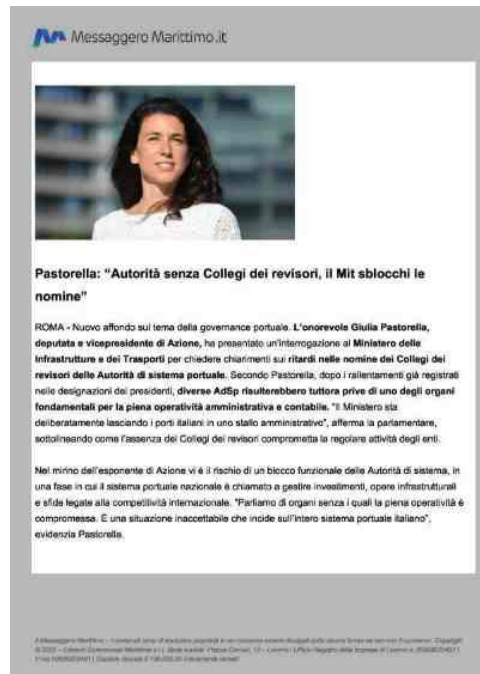 Messaggero Marittimo.it
Pastorella: “Autorità senza Collegi dei revisori, il Mit sblocchi le
nomine”
ROMA - Nuovo affondo sul tema della governance portuale. L'onorevole Giulia Pastorella,
deputata e vicepresidente di Azione, ha presentato un'interrogazione al Ministero delle
Infrastrutture e dei Trasporti per chiedere chiarimenti sui ritardi nelle nomine dei Collegi dei
revisori delle Autorità di sistema portuale. Secondo Pastorella, dopo i rallentamenti già registrati
nelle designazioni dei presidenti, diverse AdSp risulterebbero tuttora prive di uno degli organi
fondamentali per la piena operatività amministrativa e contabile. “Il Ministero sta
deliberatamente lasciando i porti italiani in uno stallo amministrativo”, afferma la parlamentare,
sottolineando come l'assenza dei Collegi dei revisori comprometta la regolare attività degli enti.
Nel mirino dell'esponente di Azione vi è il rischio di un blocco funzionale delle Autorità di sistema, in
una fase in cui il sistema portuale nazionale è chiamato a gestire investimenti, opere infrastrutturali
e sfide legate alla competitività internazionale. “Parliamo di organi senza i quali la piena operatività è
compromessa. È una situazione inaccettabile che incide sull'intero sistema portuale italiano”,
evidenzia Pastorella.